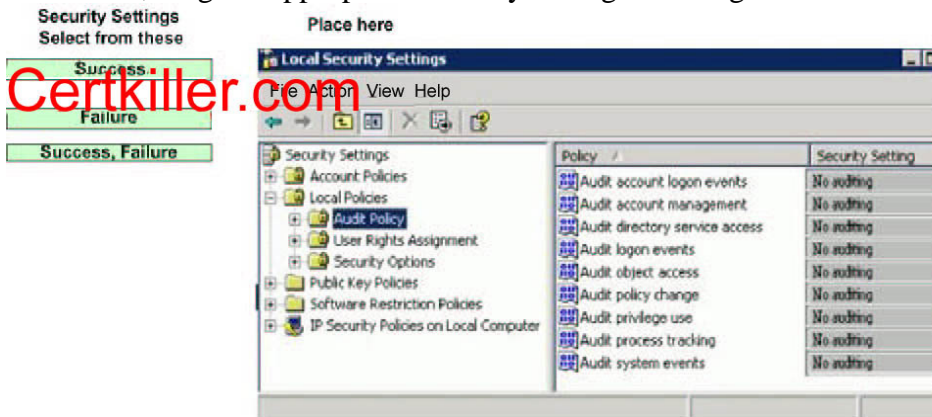 Security Settings
Select from these
Success
Failure
Success, Failure
Certkiller.com
Place here
Local Security Settings
File Action View Help
Security Settings
Account Policies
Local Policies
Audit Policy
User Rights Assignment
Security Options
Public Key Policies
Software Restriction Policies
IP Security Policies on Local Computer
Policy Security Setting
Audit account logon events No auditing
Audit account management No auditing
Audit directory service access No auditing
Audit logon events No auditing
Audit object access No auditing
Audit policy change No auditing
Audit privilege use No auditing
Audit process tracking No auditing
Audit system events No auditing